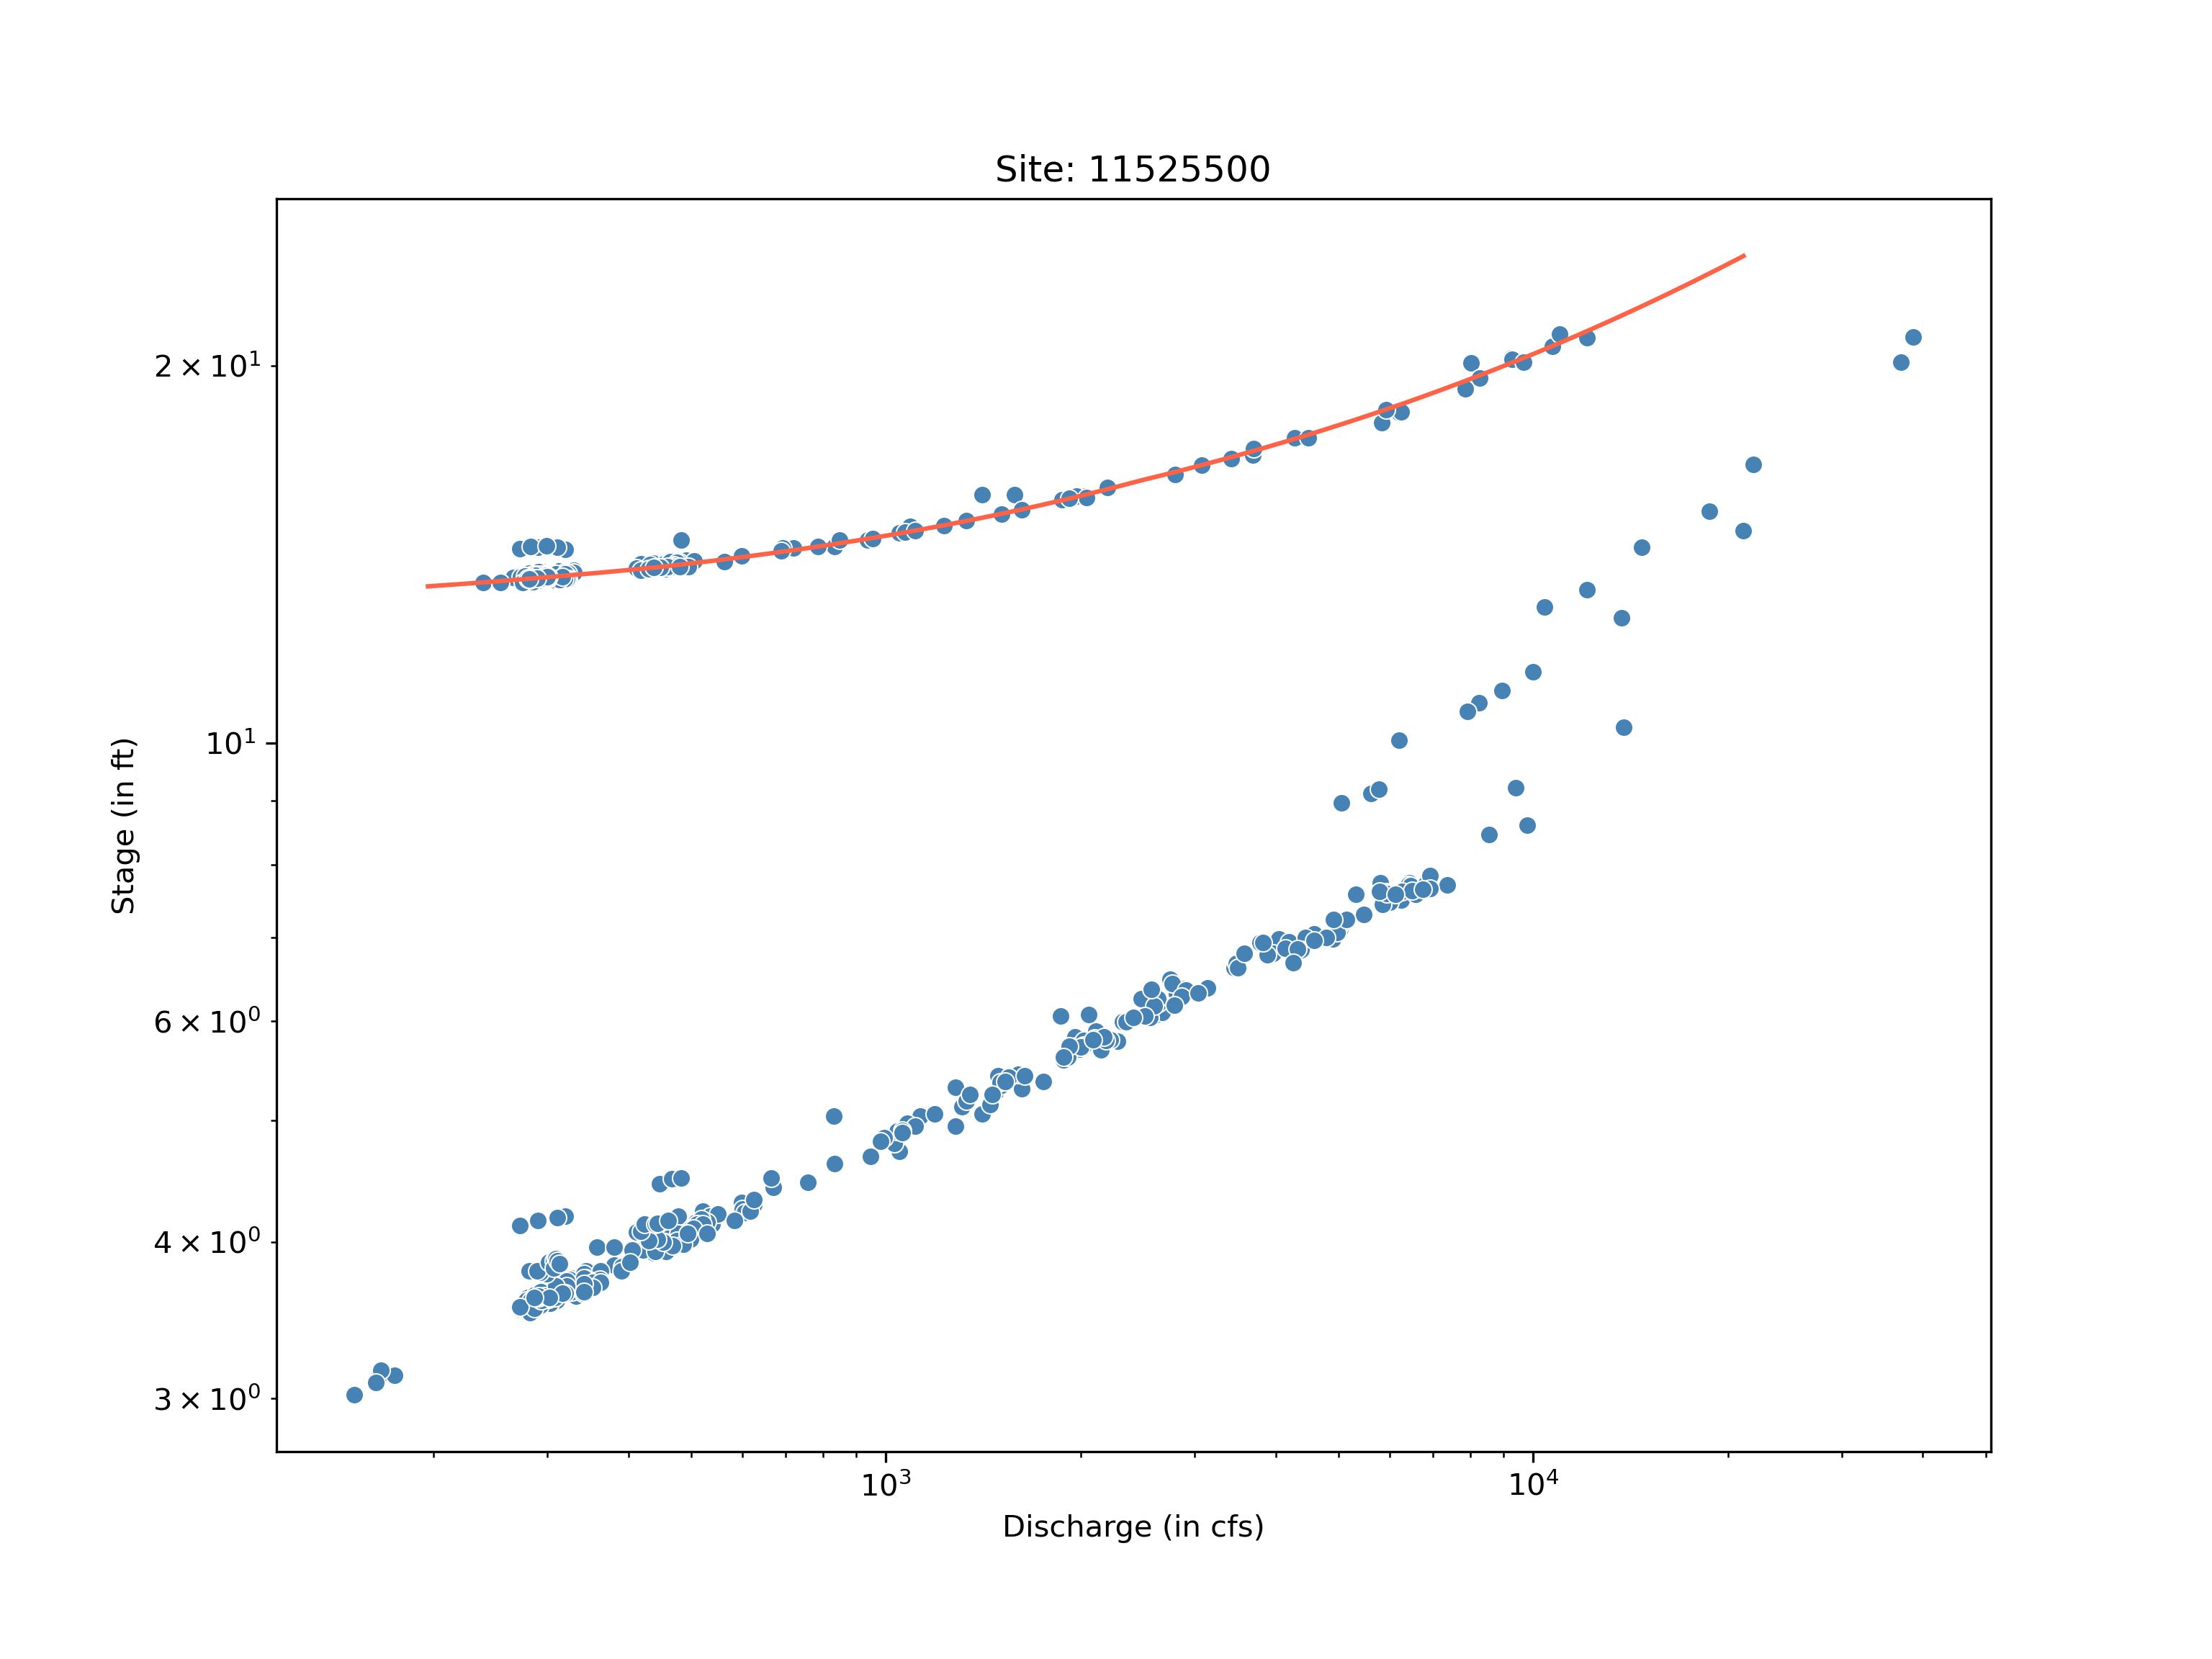 Site: 11525500
2 × 10¹
10¹
6 × 10⁰
4 × 10⁰
3 × 10⁰
Stage (in ft)
10³
10⁴
Discharge (in cfs)